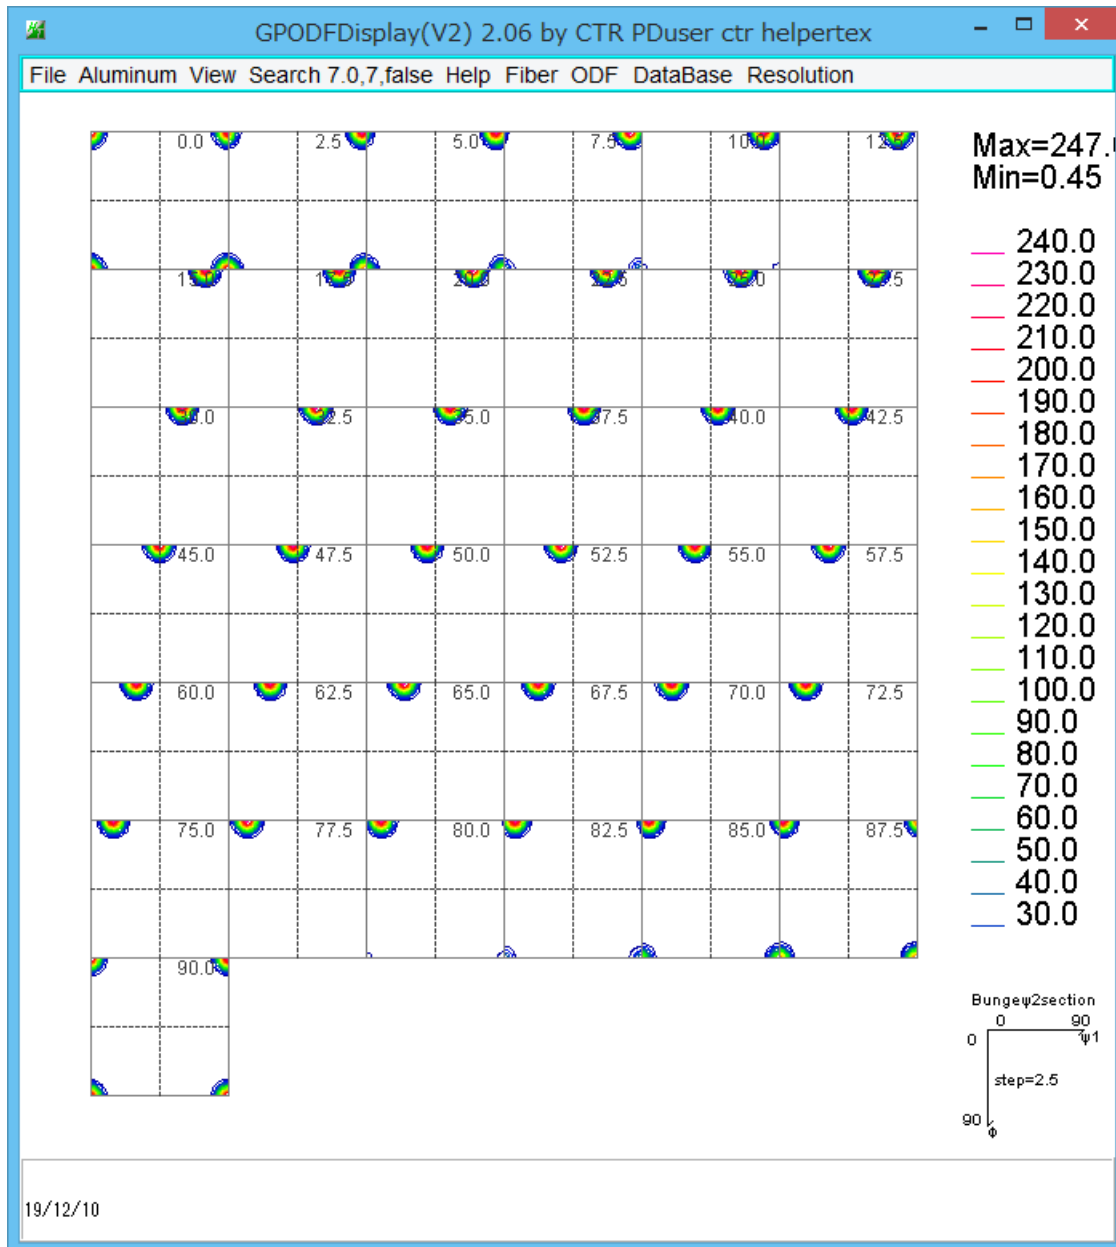 GPODFDisplay(V2) 2.06 by CTR PDuser ctr helpertex
File Aluminum View Search 7.0,7,false Help Fiber ODF DataBase Resolution
0.0 2.5 5.0 7.5
Max=247.
Min=0.45
45.0 47.5 50.0 52.5 55.0 57.5
60.0 62.5 65.0 67.5 70.0 72.5
75.0 77.5 80.0 82.5 85.0 87.5
90.0
240.0
230.0
220.0
210.0
200.0
190.0
180.0
170.0
160.0
150.0
140.0
130.0
120.0
110.0
100.0
90.0
80.0
70.0
60.0
50.0
40.0
30.0
Bungeψ2section
0 90
0 ψ1
step=2.5
90 Φ
19/12/10